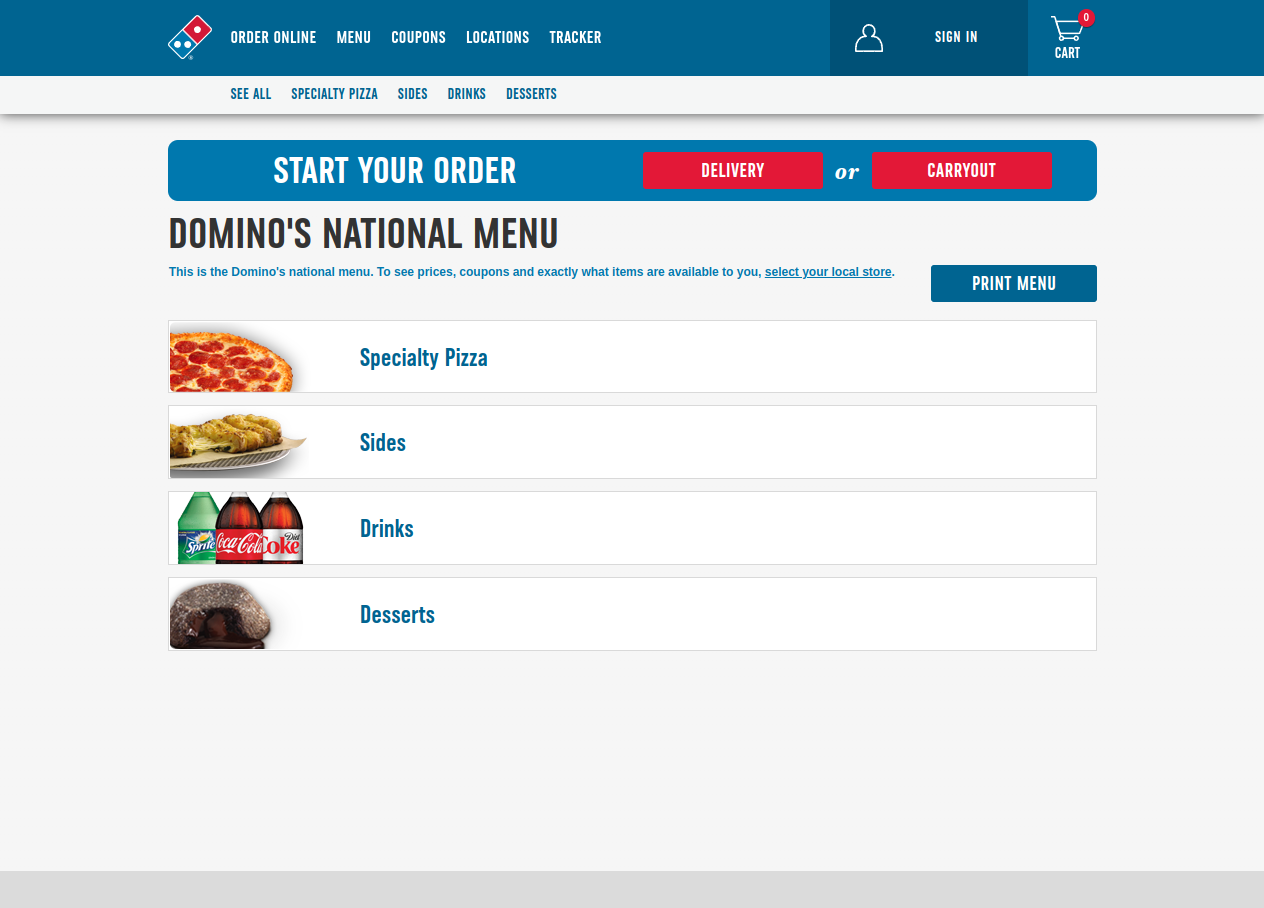 ORDER ONLINE MENU COUPONS LOCATIONS TRACKER SIGN IN 0
CART
SEE ALL SPECIALTY PIZZA SIDES DRINKS DESSERTS
START YOUR ORDER DELIVERY or CARRYOUT
DOMINO'S NATIONAL MENU
This is the Domino's national menu. To see prices, coupons and exactly what items are available to you, select your local store.
PRINT MENU
Specialty Pizza
Sides
Sprite Coca-Cola Diet Coke
Drinks
Desserts